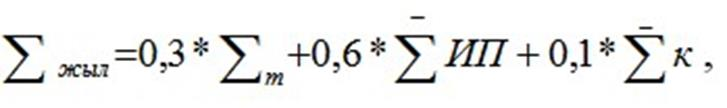 ∑ жыл =0,3 * ∑ m +0,6 * ∑̄ ИП + 0,1* ∑̄ к ,